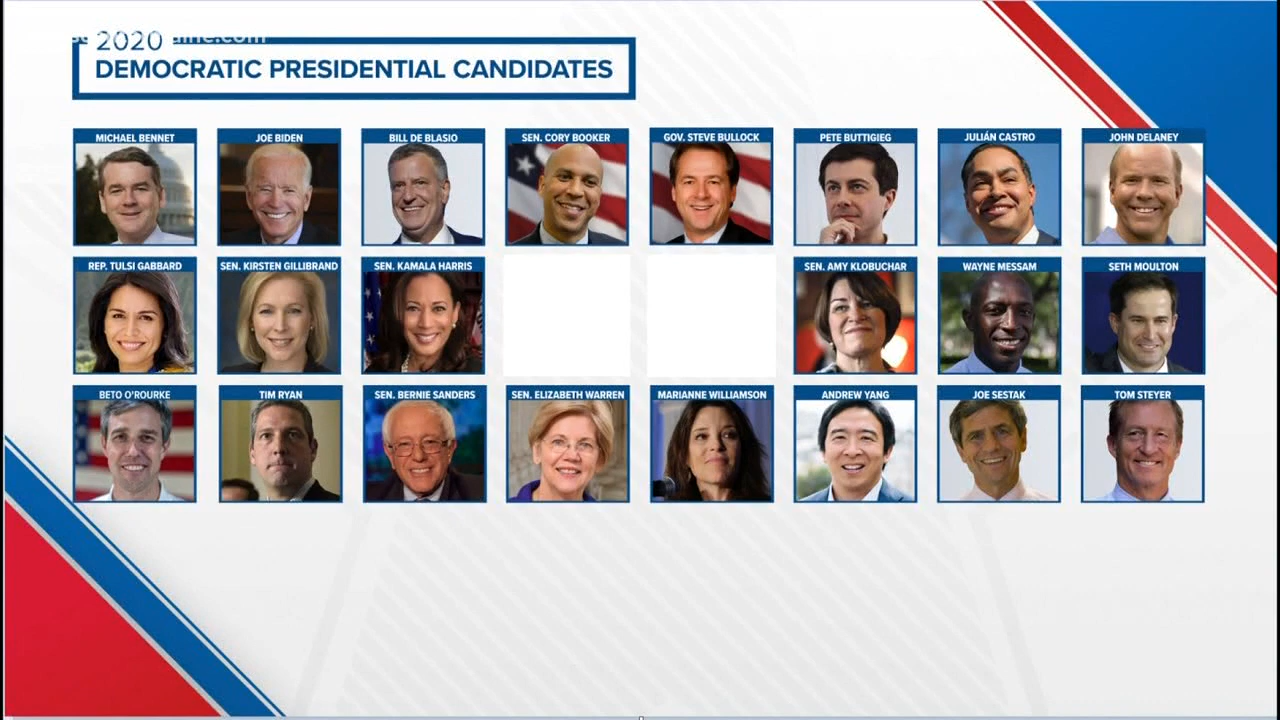 2020
DEMOCRATIC PRESIDENTIAL CANDIDATES
MICHAEL BENNET
JOE BIDEN
BILL DE BLASIO
SEN. CORY BOOKER
GOV. STEVE BULLOCK
PETE BUTTIGIEG
JULIÁN CASTRO
JOHN DELANEY
REP. TULSI GABBARD
SEN. KIRSTEN GILLIBRAND
SEN. KAMALA HARRIS
SEN. AMY KLOBUCHAR
WAYNE MESSAM
SETH MOULTON
BETO O'ROURKE
TIM RYAN
SEN. BERNIE SANDERS
SEN. ELIZABETH WARREN
MARIANNE WILLIAMSON
ANDREW YANG
JOE SESTAK
TOM STEYER